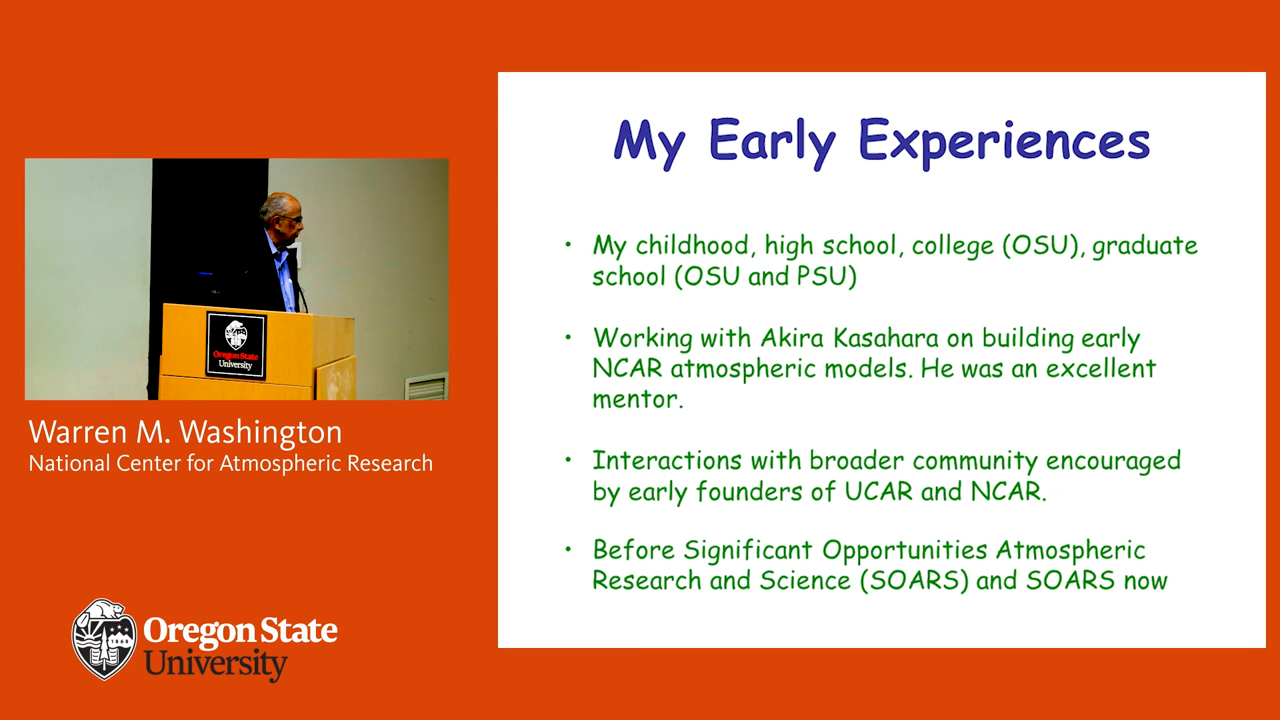 My Early Experiences
• My childhood, high school, college (OSU), graduate
school (OSU and PSU)
• Working with Akira Kasahara on building early
NCAR atmospheric models. He was an excellent
mentor.
• Interactions with broader community encouraged
by early founders of UCAR and NCAR.
• Before Significant Opportunities Atmospheric
Research and Science (SOARS) and SOARS now
Oregon State
University
Warren M. Washington
National Center for Atmospheric Research
Oregon State
University